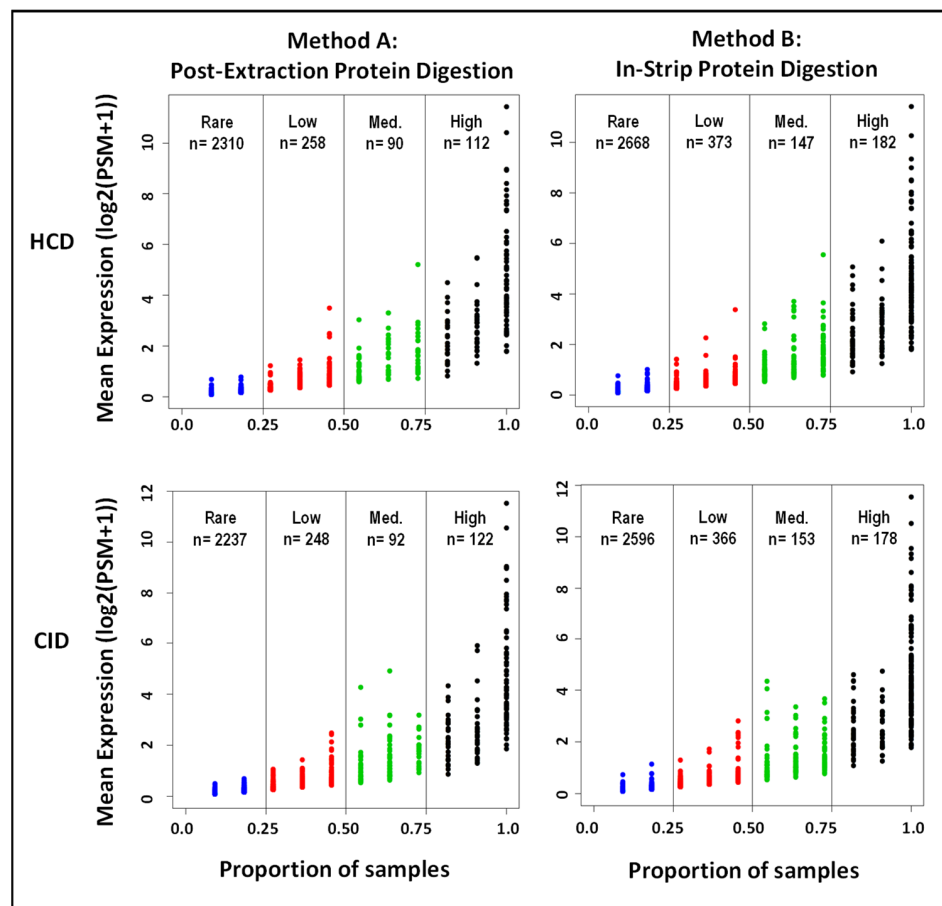 Method A:
Post-Extraction Protein Digestion
Method B:
In-Strip Protein Digestion
HCD
Mean Expression (log2(PSM+1))
0 2 4 6 8 10
Rare Low Med. High
n= 2310 n= 258 n= 90 n= 112
0.0 0.25 0.50 0.75 1.0
0 2 4 6 8 10
Rare Low Med. High
n= 2668 n= 373 n= 147 n= 182
0.0 0.25 0.50 0.75 1.0
CID
Mean Expression (log2(PSM+1))
0 2 4 6 8 10 12
Rare Low Med. High
n= 2237 n= 248 n= 92 n= 122
0.0 0.25 0.50 0.75 1.0
Proportion of samples
0 2 4 6 8 10 12
Rare Low Med. High
n= 2596 n= 366 n= 153 n= 178
0.0 0.25 0.50 0.75 1.0
Proportion of samples